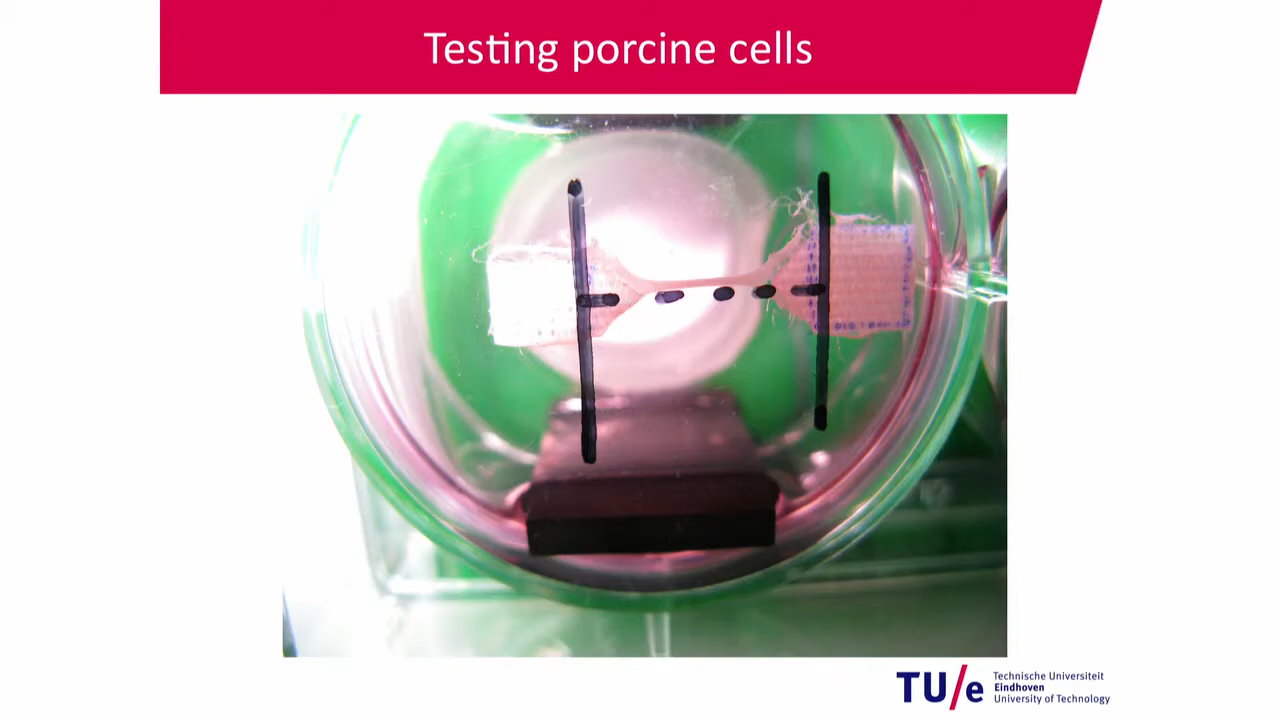 Testing porcine cells
TU/e
Technische Universiteit
Eindhoven
University of Technology